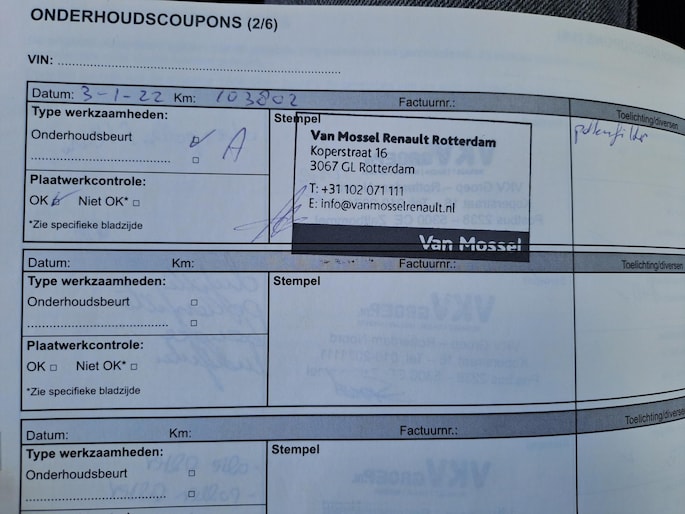 ONDERHOUDSCOUPONS (2/6)
VIN: ........................................................................
Datum: 3-1-22 Km: 103802 Factuurnr.: Toelichting/diversen
Type werkzaamheden: Stempel pollenfilter
Onderhoudsbeurt A
Van Mossel Renault Rotterdam
Koperstraat 16
3067 GL Rotterdam
T: +31 102 071 111
E: info@vanmosselrenault.nl
Van Mossel
Plaatwerkcontrole:
OK Niet OK*
*Zie specifieke bladzijde
Datum: Km: Factuurnr.: Toelichting/diversen
Type werkzaamheden: Stempel
Onderhoudsbeurt
Plaatwerkcontrole:
OK Niet OK*
*Zie specifieke bladzijde
Datum: Km: Factuurnr.: Toelichting/diversen
Type werkzaamheden: Stempel
Onderhoudsbeurt